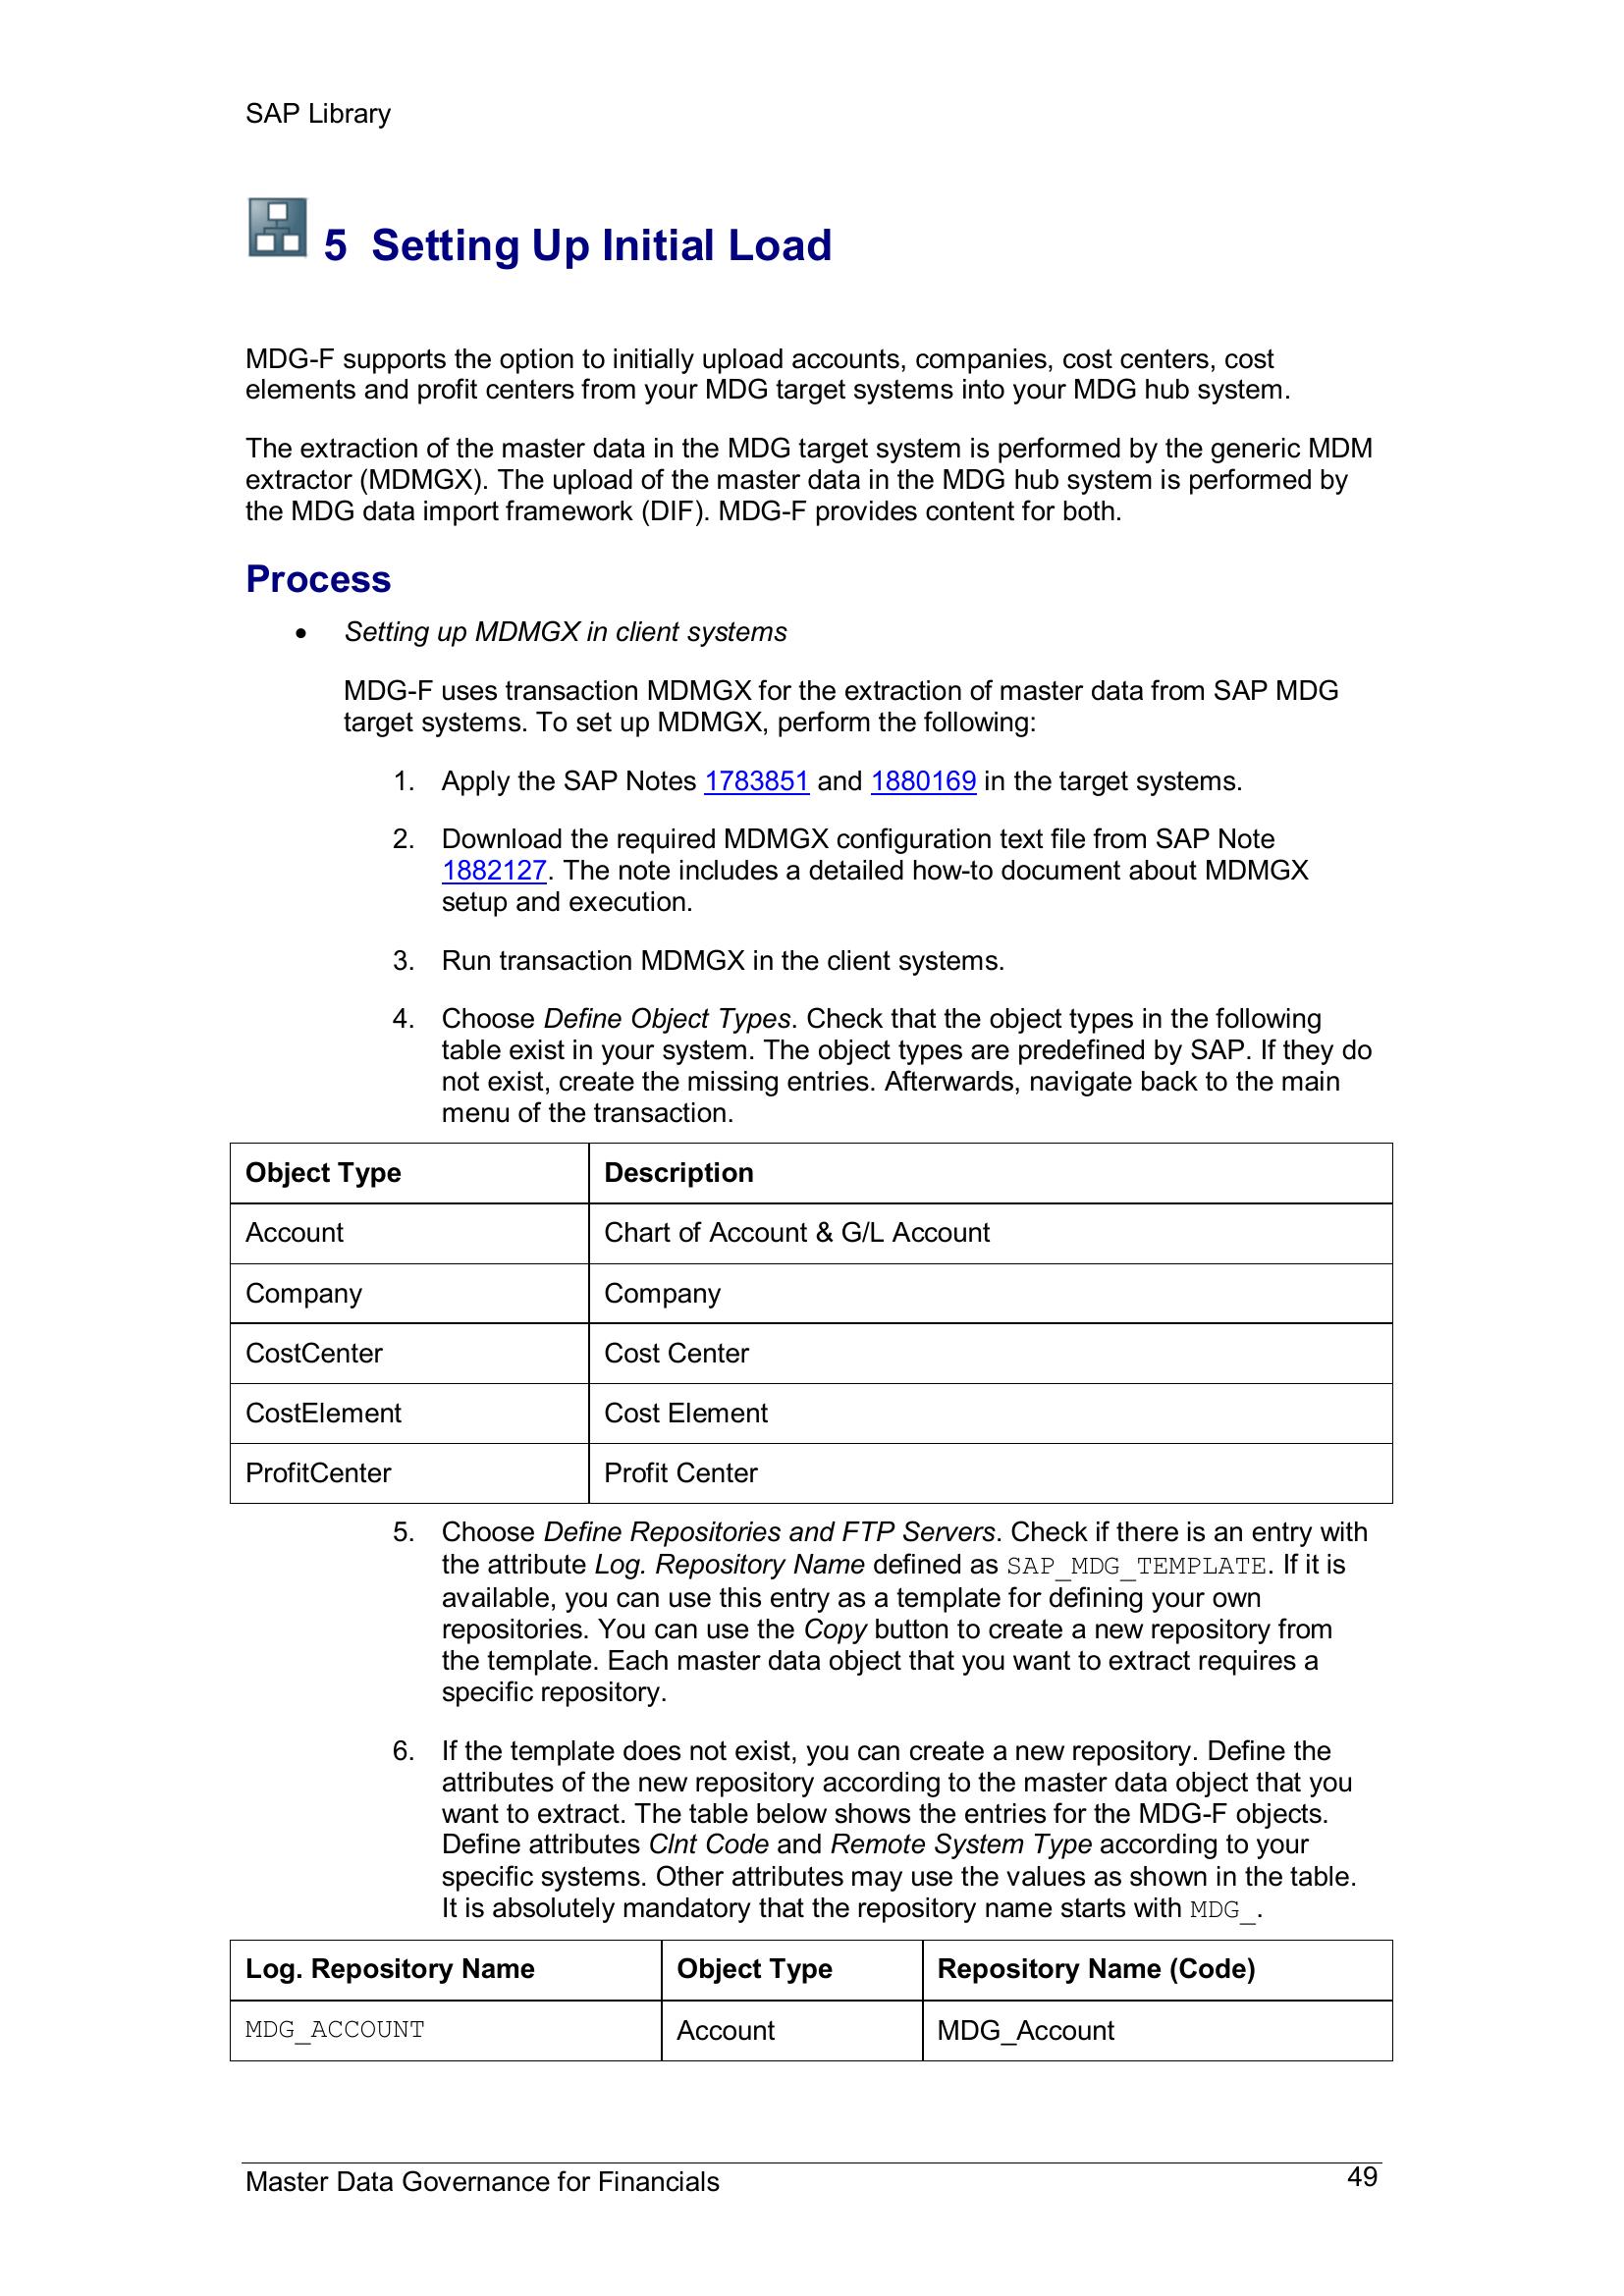 SAP Library
5 Setting Up Initial Load
MDG-F supports the option to initially upload accounts, companies, cost centers, cost
elements and profit centers from your MDG target systems into your MDG hub system.
The extraction of the master data in the MDG target system is performed by the generic MDM
extractor (MDMGX). The upload of the master data in the MDG hub system is performed by
the MDG data import framework (DIF). MDG-F provides content for both.
Process
• Setting up MDMGX in client systems
MDG-F uses transaction MDMGX for the extraction of master data from SAP MDG
target systems. To set up MDMGX, perform the following:
1. Apply the SAP Notes 1783851 and 1880169 in the target systems.
2. Download the required MDMGX configuration text file from SAP Note
1882127. The note includes a detailed how-to document about MDMGX
setup and execution.
3. Run transaction MDMGX in the client systems.
4. Choose Define Object Types. Check that the object types in the following
table exist in your system. The object types are predefined by SAP. If they do
not exist, create the missing entries. Afterwards, navigate back to the main
menu of the transaction.
Object Type Description
Account Chart of Account & G/L Account
Company Company
CostCenter Cost Center
CostElement Cost Element
ProfitCenter Profit Center
5. Choose Define Repositories and FTP Servers. Check if there is an entry with
the attribute Log. Repository Name defined as SAP_MDG_TEMPLATE. If it is
available, you can use this entry as a template for defining your own
repositories. You can use the Copy button to create a new repository from
the template. Each master data object that you want to extract requires a
specific repository.
6. If the template does not exist, you can create a new repository. Define the
attributes of the new repository according to the master data object that you
want to extract. The table below shows the entries for the MDG-F objects.
Define attributes Clnt Code and Remote System Type according to your
specific systems. Other attributes may use the values as shown in the table.
It is absolutely mandatory that the repository name starts with MDG_.
Log. Repository Name Object Type Repository Name (Code)
MDG_ACCOUNT Account MDG_Account
Master Data Governance for Financials 49